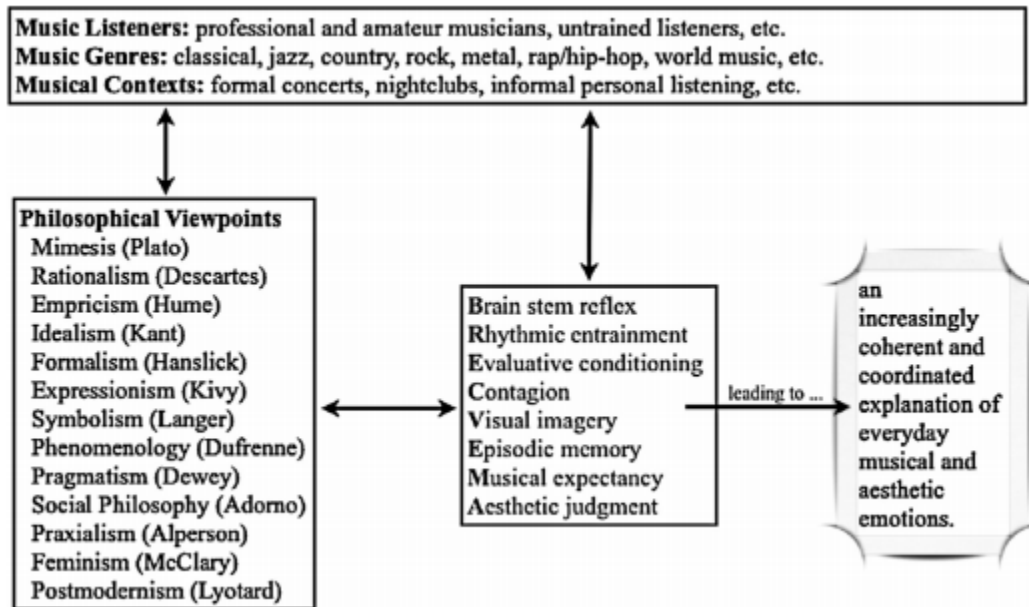 Music Listeners: professional and amateur musicians, untrained listeners, etc.
Music Genres: classical, jazz, country, rock, metal, rap/hip-hop, world music, etc.
Musical Contexts: formal concerts, nightclubs, informal personal listening, etc.
Philosophical Viewpoints
Mimesis (Plato)
Rationalism (Descartes)
Empricism (Hume)
Idealism (Kant)
Formalism (Hanslick)
Expressionism (Kivy)
Symbolism (Langer)
Phenomenology (Dufrenne)
Pragmatism (Dewey)
Social Philosophy (Adorno)
Praxialism (Alperson)
Feminism (McClary)
Postmodernism (Lyotard)
Brain stem reflex
Rhythmic entrainment
Evaluative conditioning
Contagion
Visual imagery
Episodic memory
Musical expectancy
Aesthetic judgment
leading to ...
an
increasingly
coherent and
coordinated
explanation of
everyday
musical and
aesthetic
emotions.